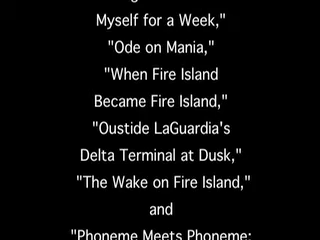 Myself for a Week,"
"Ode on Mania,"
"When Fire Island
Became Fire Island,"
"Oustide LaGuardia's
Delta Terminal at Dusk,"
"The Wake on Fire Island,"
and
"Phoneme Meets Phoneme: